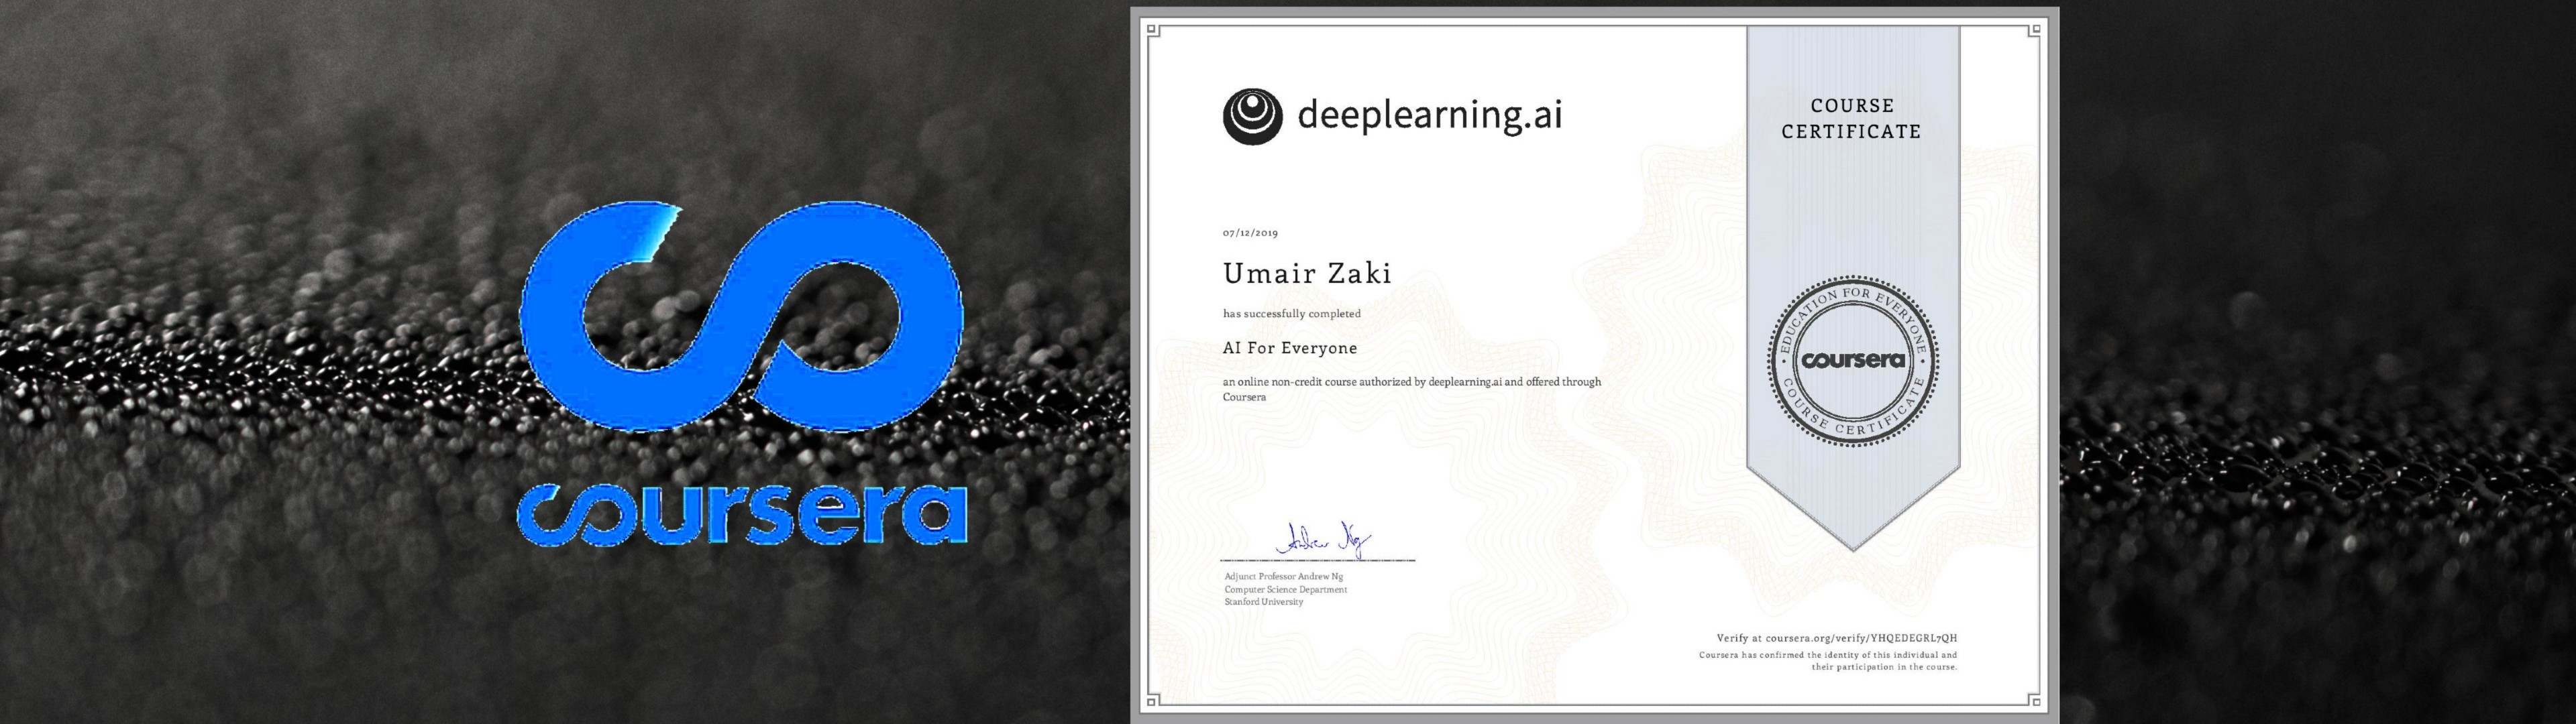 coursera
deeplearning.ai
07/12/2019
Umair Zaki
has successfully completed
AI For Everyone
an online non-credit course authorized by deeplearning.ai and offered through
Coursera
Andrew Ng
Adjunct Professor Andrew Ng
Computer Science Department
Stanford University
COURSE
CERTIFICATE
EDUCATION FOR EVERYONE
coursera
COURSE CERTIFICATE
Verify at coursera.org/verify/YHQEDEGRL7QH
Coursera has confirmed the identity of this individual and
their participation in the course.